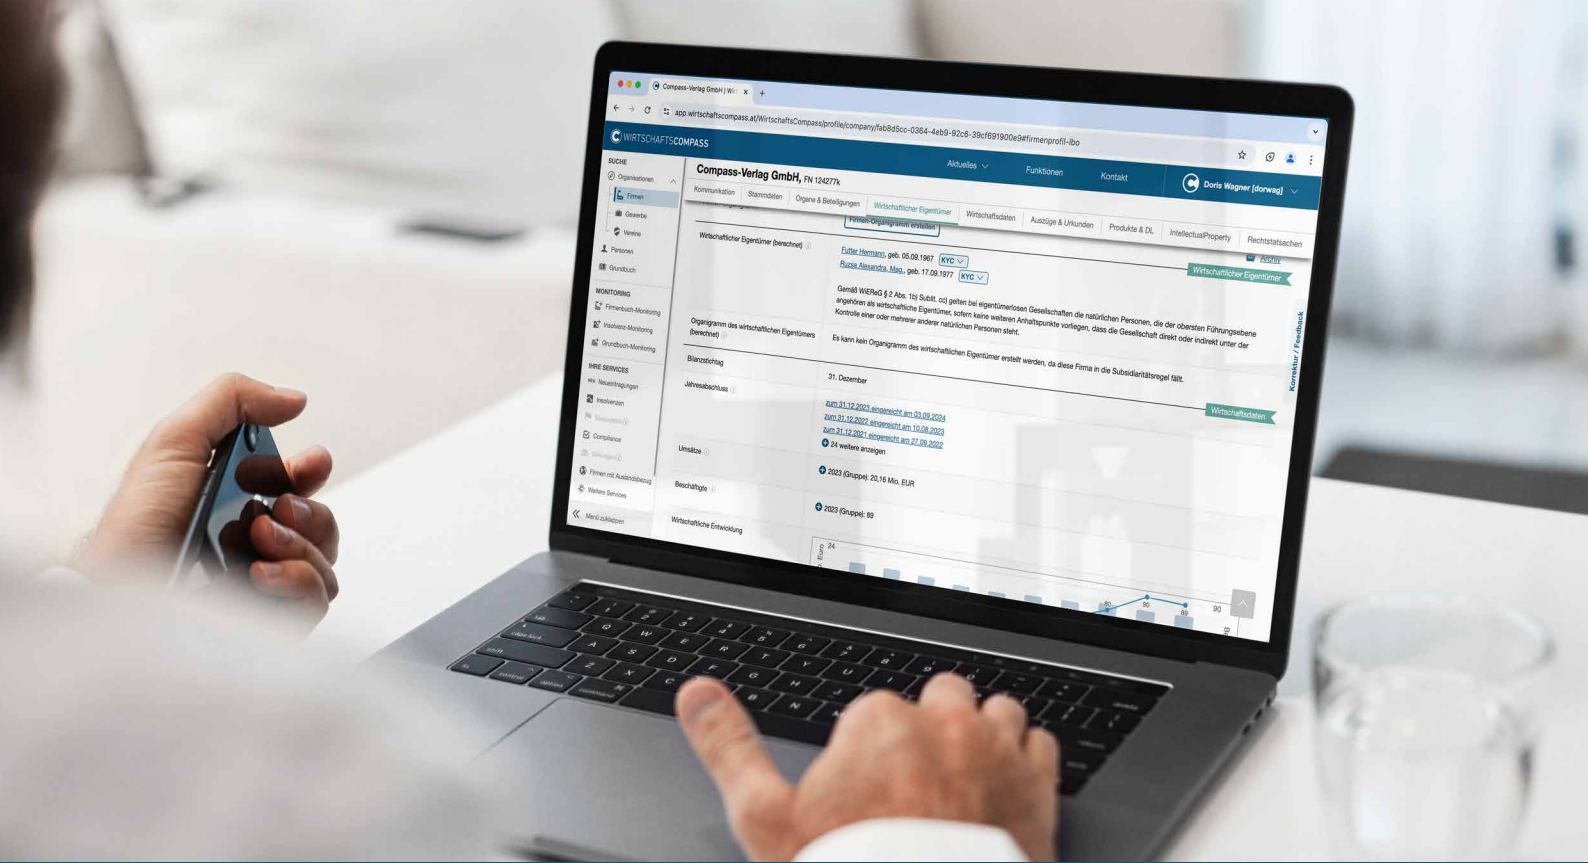 Compass-Verlag GmbH | Wirt
app.wirtschaftscompass.at/WirtschaftsCompass/profile/company/fab8d5cc-0364-4eb9-92c6-39cf691900e9#firmenprofil-lbo
WIRTSCHAFTSCOMPASS
Aktuelles
Funktionen
Kontakt
Doris Wagner [dorwag]
SUCHE
Organisationen
Firmen
Gewerbe
Vereine
Personen
Grundbuch
MONITORING
Firmenbuch-Monitoring
Insolvenz-Monitoring
Grundbuch-Monitoring
IHRE SERVICES
Neueintragungen
Insolvenzen
Compliance
Firmen mit Auslandsbezug
Weitere Services
Menü zuklappen
Compass-Verlag GmbH, FN 124277k
Kommunikation
Stammdaten
Organe & Beteiligungen
Wirtschaftlicher Eigentümer
Wirtschaftsdaten
Auszüge & Urkunden
Produkte & DL
IntellectualProperty
Rechtstatsachen
Firmen-Organigramm erstellen
Archiv
Wirtschaftlicher Eigentümer
Wirtschaftlicher Eigentümer (berechnet)
Futter Hermann, geb. 05.09.1967 KYC
Ruzsa Alexandra, Mag., geb. 17.09.1977 KYC
Gemäß WiEReG § 2 Abs. 1b) Sublit. cc) gelten bei eigentümerlosen Gesellschaften die natürlichen Personen, die der obersten Führungsebene
angehören als wirtschaftliche Eigentümer, sofern keine weiteren Anhaltspunkte vorliegen, dass die Gesellschaft direkt oder indirekt unter der
Kontrolle einer oder mehrerer anderer natürlichen Personen steht.
Organigramm des wirtschaftlichen Eigentümers
(berechnet)
Es kann kein Organigramm des wirtschaftlichen Eigentümer erstellt werden, da diese Firma in die Subsidiaritätsregel fällt.
Korrektur / Feedback
Wirtschaftsdaten
Bilanzstichtag
31. Dezember
Jahresabschluss
zum 31.12.2023 eingereicht am 03.09.2024
zum 31.12.2022 eingereicht am 10.08.2023
zum 31.12.2021 eingereicht am 27.09.2022
24 weitere anzeigen
Umsätze
2023 (Gruppe): 20,16 Mio. EUR
Beschäftigte
2023 (Gruppe): 89
Wirtschaftliche Entwicklung
24
80
90
89
90